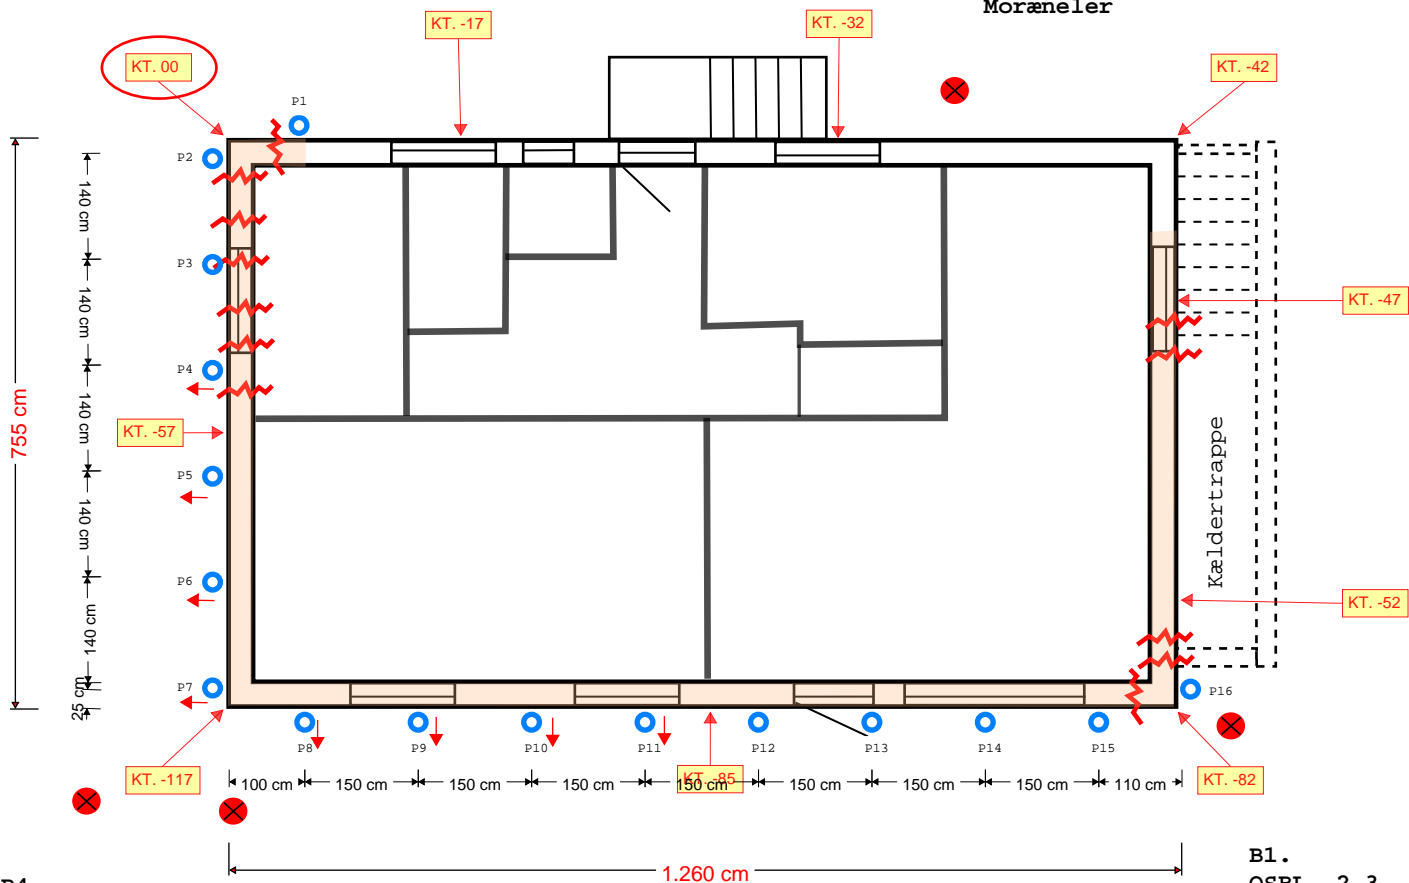 Moræneler
KT. -17
KT. -32
KT. 00
KT. -42
P1
P2
140 cm
P3
140 cm
KT. -47
P4
140 cm
755 cm
KT. -57
P5
Kældertrappe
140 cm
P6
KT. -52
140 cm
P7
25 cm
P16
P8
P9
P10
P11
P12
P13
P14
P15
KT. -117
KT. -85
KT. -82
100 cm
150 cm
150 cm
150 cm
150 cm
150 cm
150 cm
150 cm
110 cm
1.260 cm
B1.